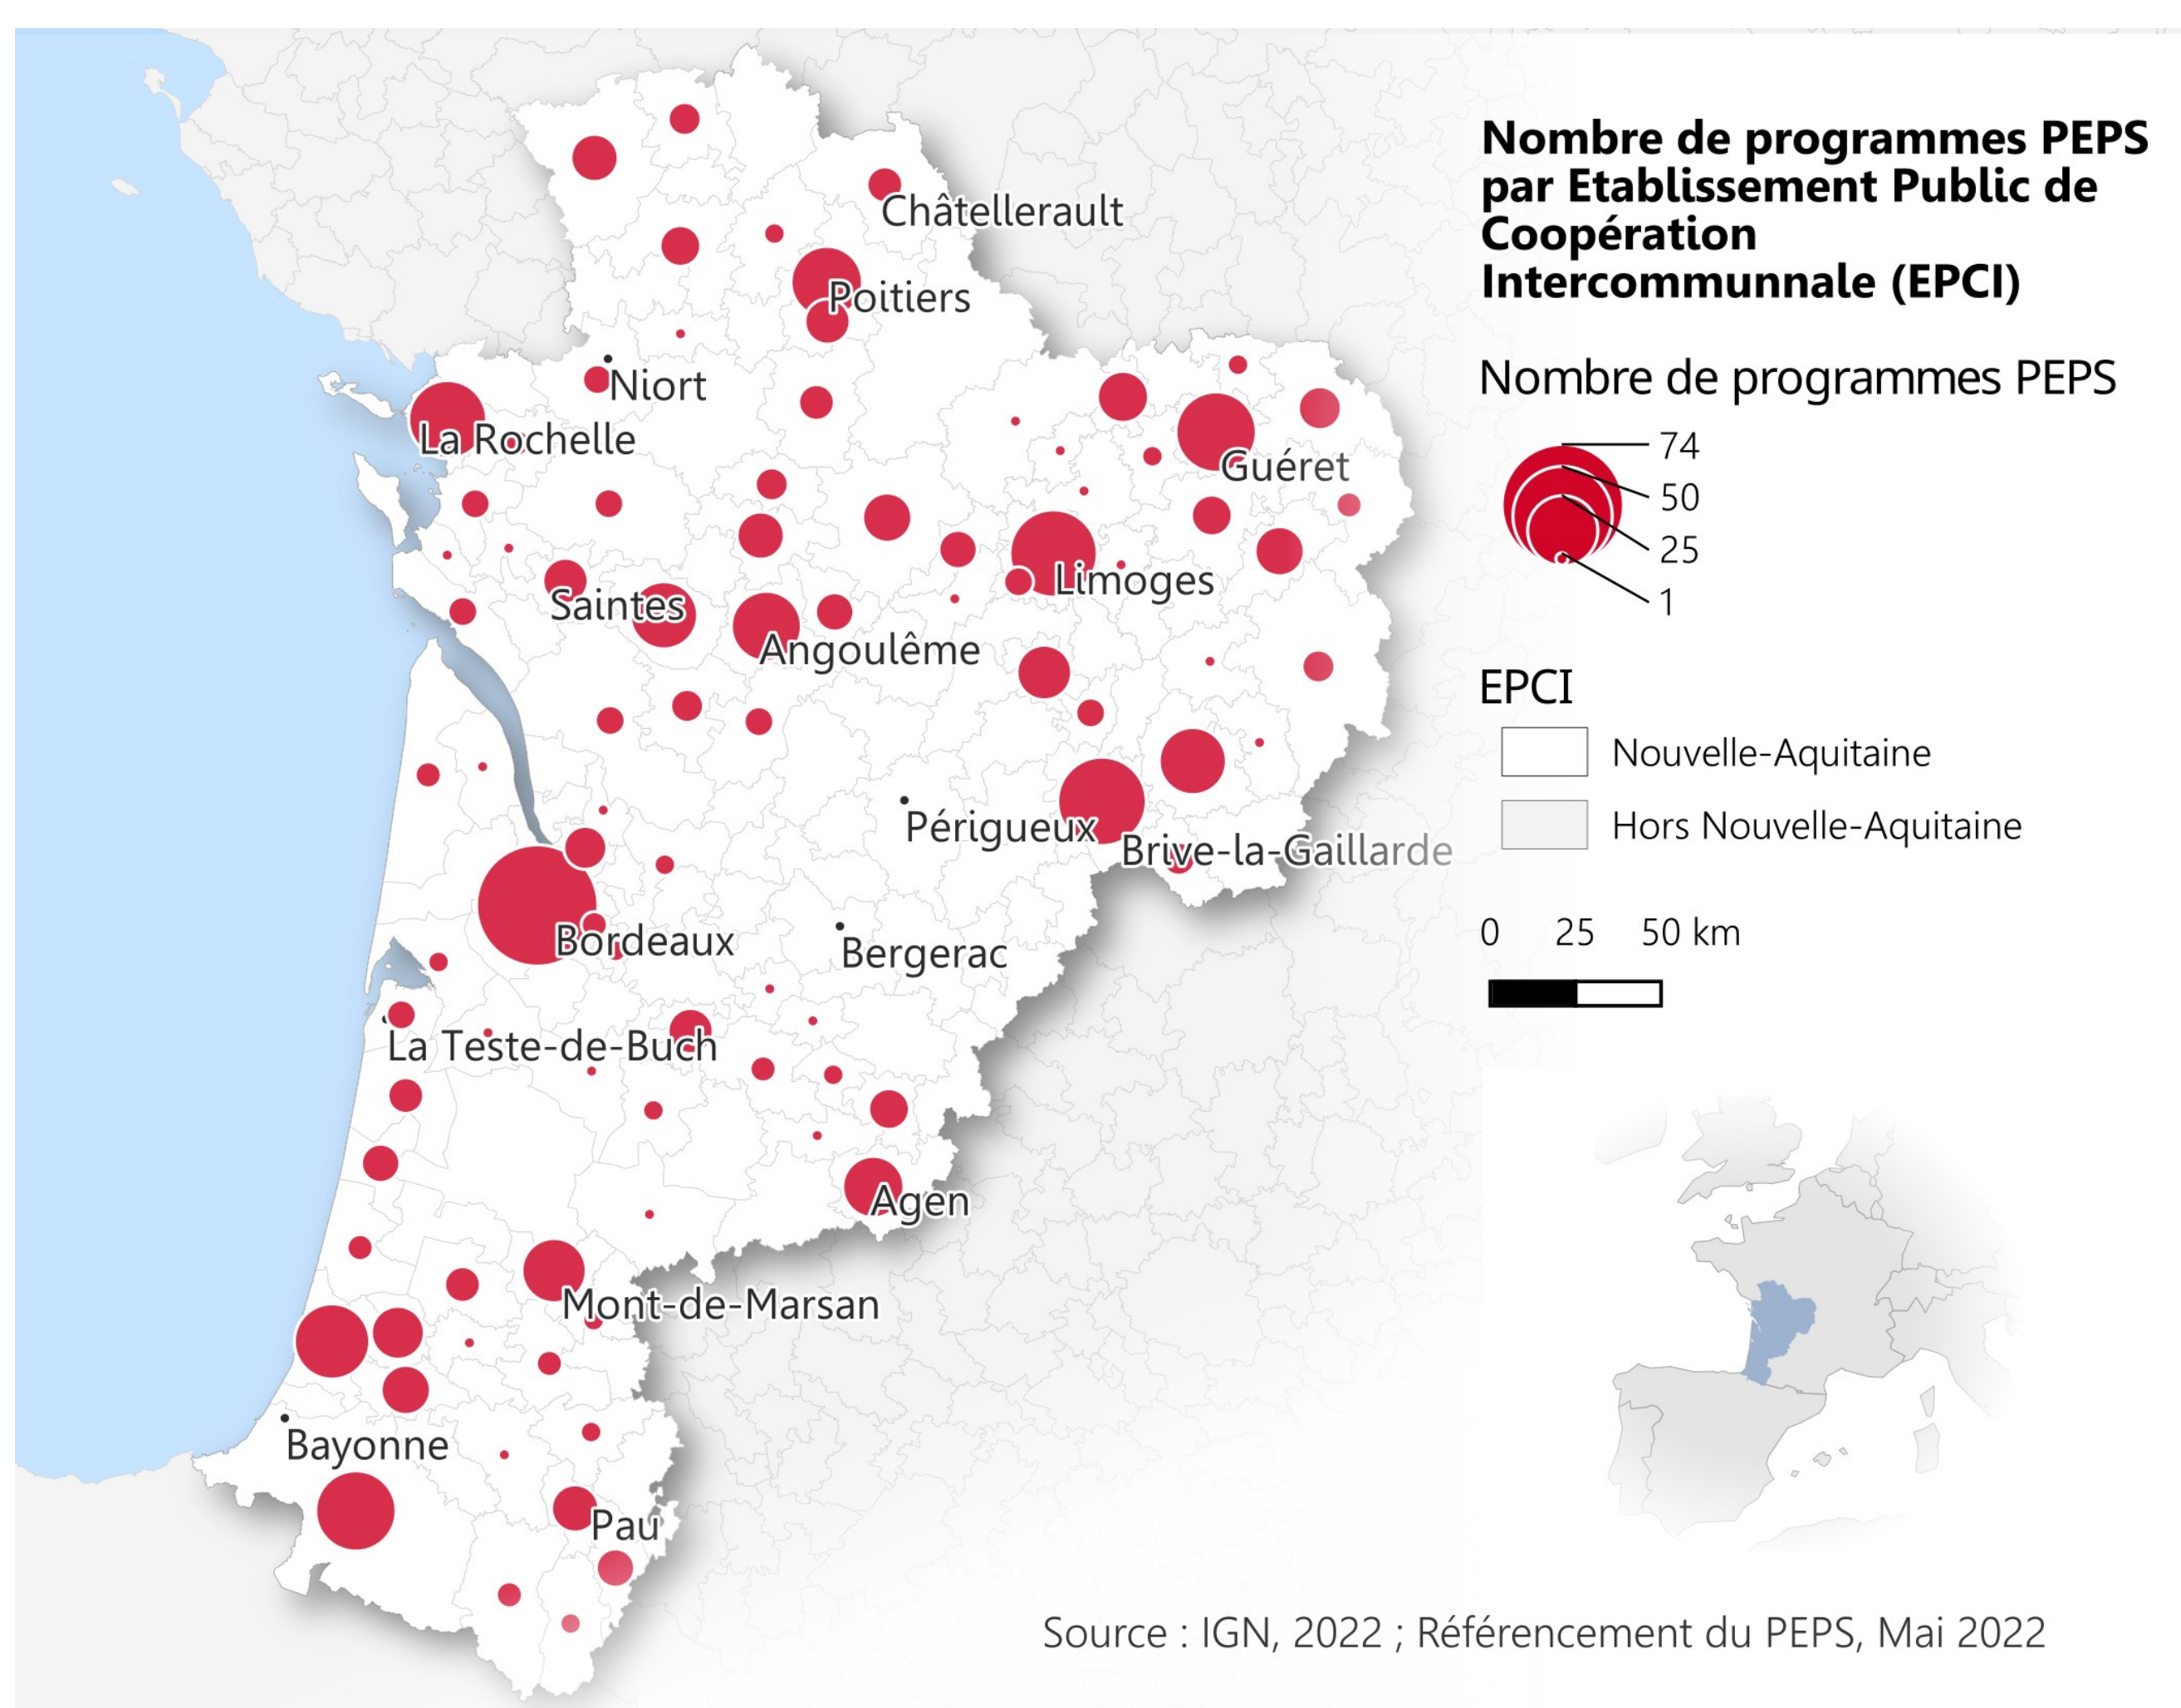 Nombre de programmes PEPS
par Etablissement Public de
Coopération
Intercommunnale (EPCI)
Nombre de programmes PEPS
74
50
25
1
EPCI
Nouvelle-Aquitaine
Hors Nouvelle-Aquitaine
0 25 50 km
Châtellerault
Poitiers
Niort
La Rochelle
Guéret
Limoges
Saintes
Angoulême
Périgueux
Brive-la-Gaillarde
Bordeaux
Bergerac
La Teste-de-Buch
Agen
Mont-de-Marsan
Bayonne
Pau
Source : IGN, 2022 ; Référencement du PEPS, Mai 2022